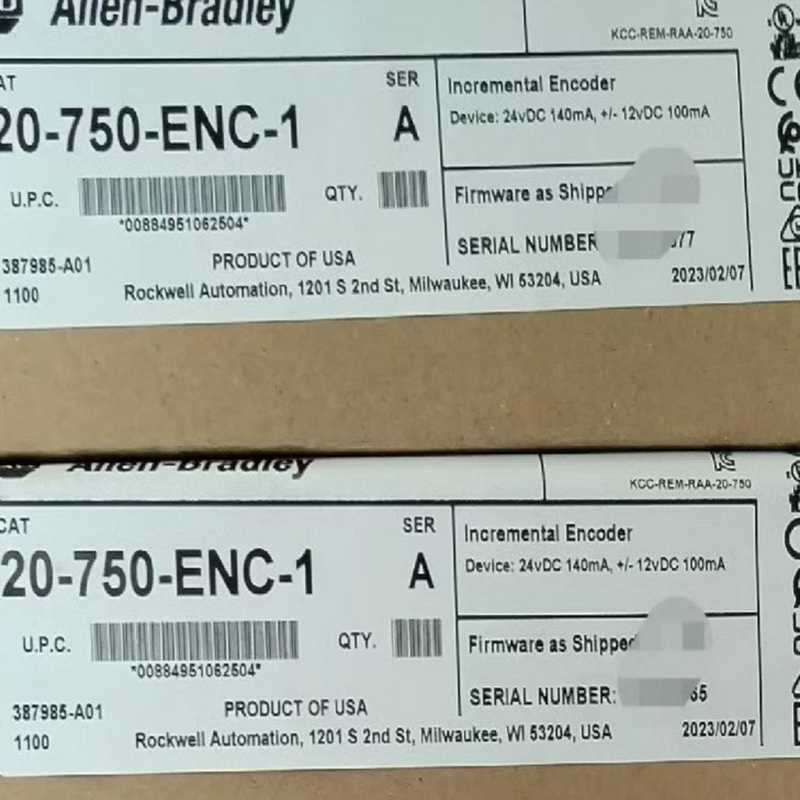 Allen-Bradley
KCC-REM-RAA-20-750
CAT SER
20-750-ENC-1 A
Incremental Encoder
Device: 24vDC 140mA, +/- 12vDC 100mA
U.P.C. QTY.
*00884951062504*
Firmware as Shippe
SERIAL NUMBER 77
387985-A01 PRODUCT OF USA
1100 Rockwell Automation, 1201 S 2nd St, Milwaukee, WI 53204, USA 2023/02/07
Allen-Bradley
KCC-REM-RAA-20-750
CAT SER
20-750-ENC-1 A
Incremental Encoder
Device: 24vDC 140mA, +/- 12vDC 100mA
U.P.C. QTY.
*00884951062504*
Firmware as Shipped
SERIAL NUMBER: 65
387985-A01 PRODUCT OF USA
1100 Rockwell Automation, 1201 S 2nd St, Milwaukee, WI 53204, USA 2023/02/07